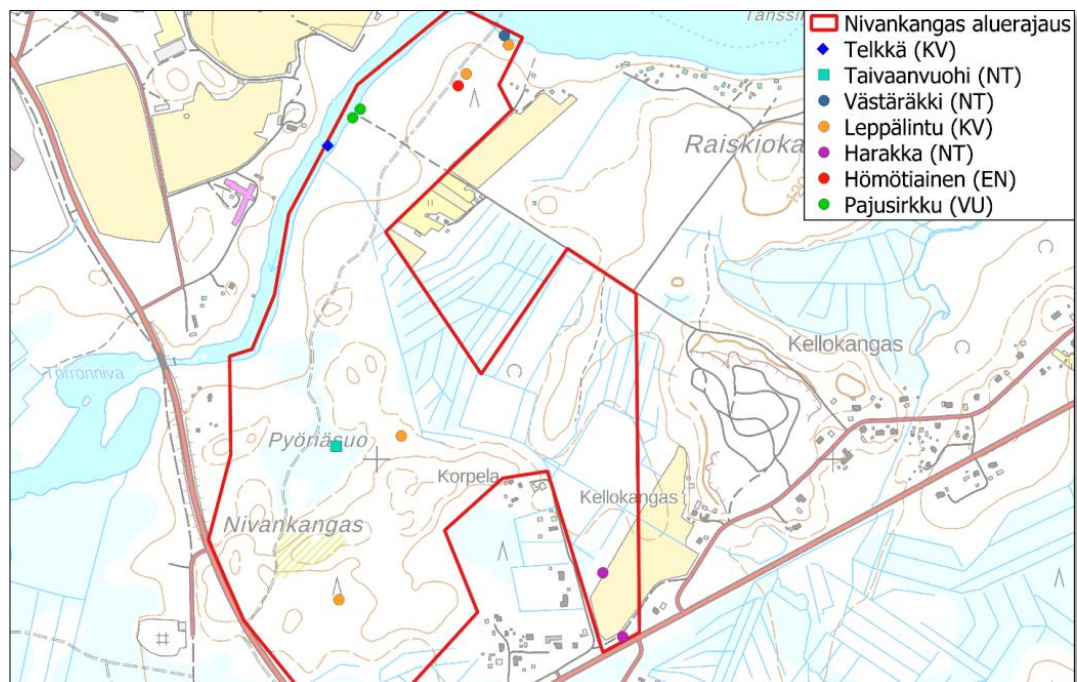 Nivankangas aluerajaus
Telkkä (KV)
Taivaanvuohi (NT)
Västäräkki (NT)
Leppälintu (KV)
Harakka (NT)
Hömötiainen (EN)
Pajusirkku (VU)
Raiskioka
Kellokangas
Törrönniva
Pyöriäsuo
Korpela
Kellokangas
Nivankangas